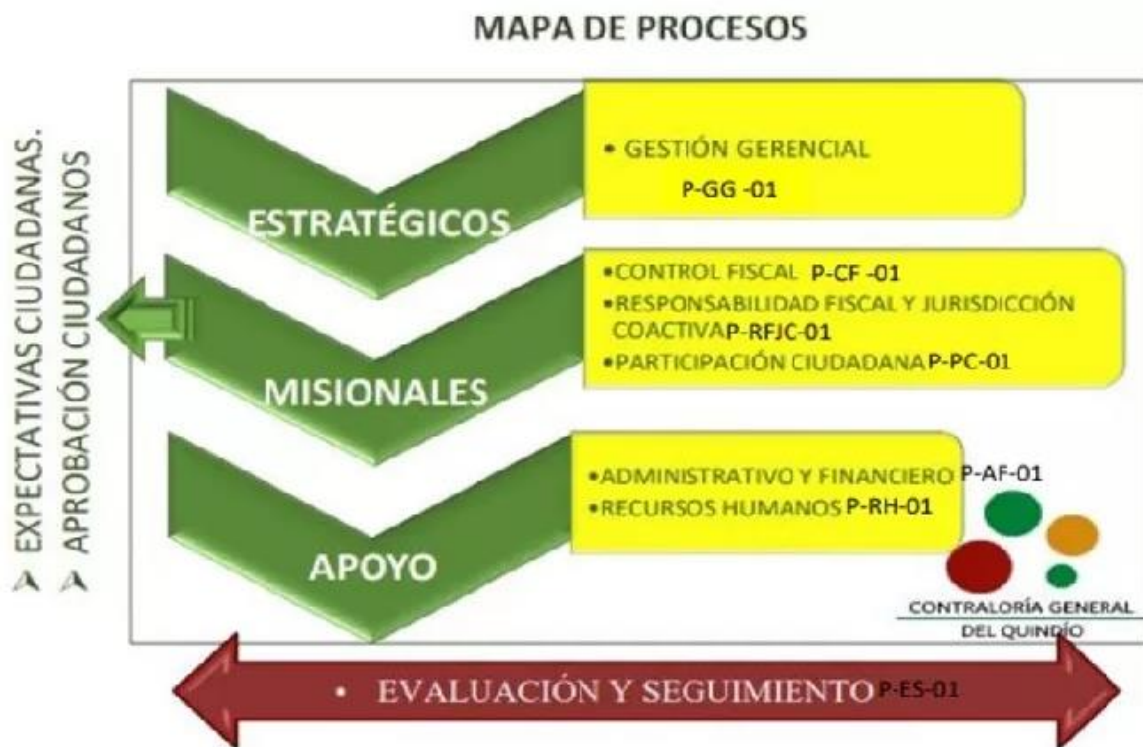 MAPA DE PROCESOS
➢ EXPECTATIVAS CIUDADANAS.
➢ APROBACIÓN CIUDADANOS
ESTRATÉGICOS
• GESTIÓN GERENCIAL
P-GG -01
MISIONALES
•CONTROL FISCAL P-CF -01
•RESPONSABILIDAD FISCAL Y JURISDICCIÓN
COACTIVA P-RFJC-01
•PARTICIPACIÓN CIUDADANA P-PC-01
APOYO
•ADMINISTRATIVO Y FINANCIERO P-AF-01
•RECURSOS HUMANOS P-RH-01
CONTRALORÍA GENERAL
DEL QUINDÍO
• EVALUACIÓN Y SEGUIMIENTO P-ES-01